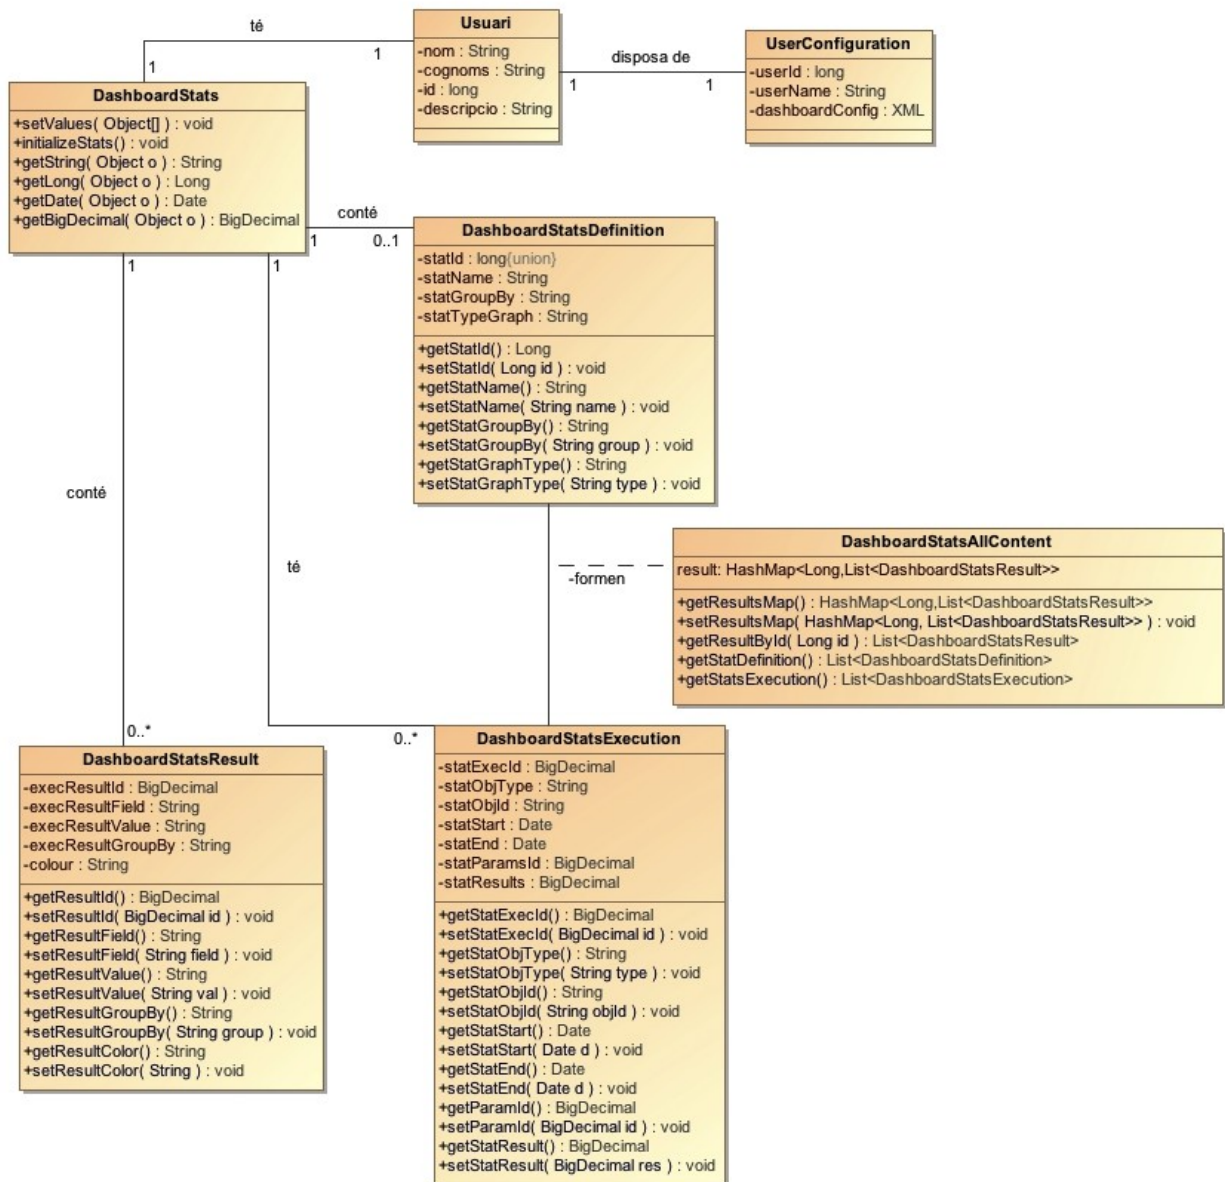 té
1
1
Usuari
-nom : String
-cognoms : String
-id : long
-descripcio : String
disposa de
1
1
UserConfiguration
-userId : long
-userName : String
-dashboardConfig : XML
DashboardStats
+setValues( Object[] ) : void
+initializeStats() : void
+getString( Object o ) : String
+getLong( Object o ) : Long
+getDate( Object o ) : Date
+getBigDecimal( Object o ) : BigDecimal
conté
1
0..1
1
1
DashboardStatsDefinition
-statId : long{union}
-statName : String
-statGroupBy : String
-statTypeGraph : String
+getStatId() : Long
+setStatId( Long id ) : void
+getStatName() : String
+setStatName( String name ) : void
+getStatGroupBy() : String
+setStatGroupBy( String group ) : void
+getStatGraphType() : String
+setStatGraphType( String type ) : void
conté
té
-formen
DashboardStatsAllContent
result: HashMap<Long,List<DashboardStatsResult>>
+getResultsMap() : HashMap<Long,List<DashboardStatsResult>>
+setResultsMap( HashMap<Long, List<DashboardStatsResult>> ) : void
+getResultById( Long id ) : List<DashboardStatsResult>
+getStatDefinition() : List<DashboardStatsDefinition>
+getStatsExecution() : List<DashboardStatsExecution>
0..*
0..*
DashboardStatsResult
-execResultId : BigDecimal
-execResultField : String
-execResultValue : String
-execResultGroupBy : String
-colour : String
+getResultId() : BigDecimal
+setResultId( BigDecimal id ) : void
+getResultField() : String
+setResultField( String field ) : void
+getResultValue() : String
+setResultValue( String val ) : void
+getResultGroupBy() : String
+setResultGroupBy( String group ) : void
+getResultColor() : String
+setResultColor( String ) : void
DashboardStatsExecution
-statExecId : BigDecimal
-statObjType : String
-statObjId : String
-statStart : Date
-statEnd : Date
-statParamsId : BigDecimal
-statResults : BigDecimal
+getStatExecId() : BigDecimal
+setStatExecId( BigDecimal id ) : void
+getStatObjType() : String
+setStatObjType( String type ) : void
+getStatObjId() : String
+setStatObjId( String objId ) : void
+getStatStart() : Date
+setStatStart( Date d ) : void
+getStatEnd() : Date
+setStatEnd( Date d ) : void
+getParamId() : BigDecimal
+setParamId( BigDecimal id ) : void
+getStatResult() : BigDecimal
+setStatResult( BigDecimal res ) : void